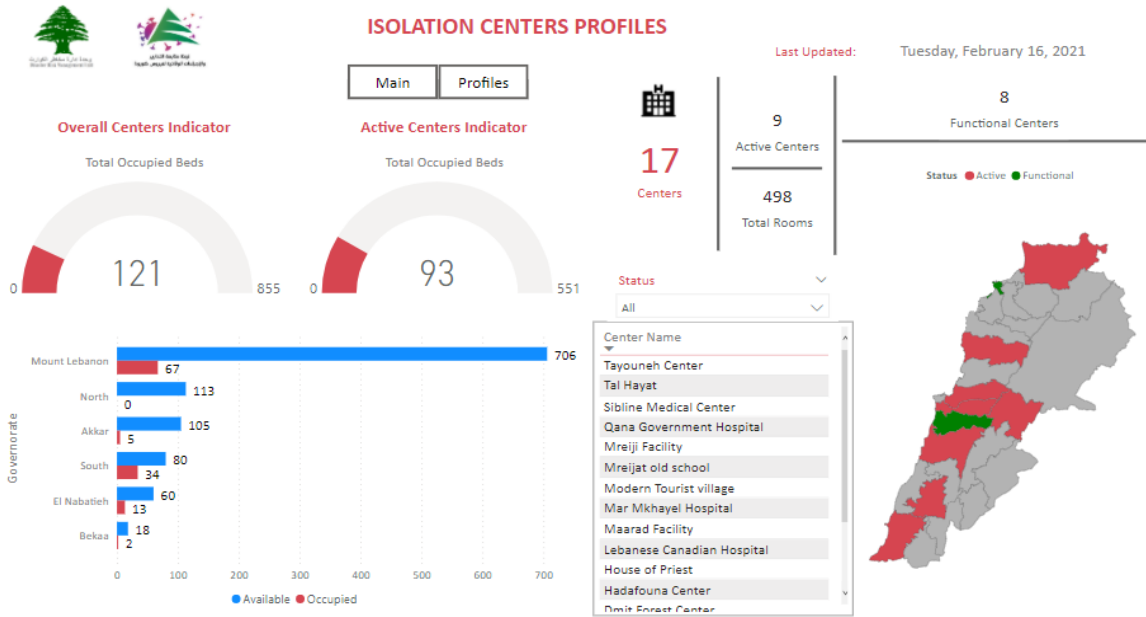 ISOLATION CENTERS PROFILES
Last Updated:
Tuesday, February 16, 2021
Main
Profiles
Overall Centers Indicator
Total Occupied Beds
121
0
855
Active Centers Indicator
Total Occupied Beds
93
0
551
17
Centers
9
Active Centers
498
Total Rooms
8
Functional Centers
Status Active Functional
Status
All
Center Name
Tayouneh Center
Tal Hayat
Sibline Medical Center
Qana Government Hospital
Mreiji Facility
Mreijat old school
Modern Tourist village
Mar Mkhayel Hospital
Maarad Facility
Lebanese Canadian Hospital
House of Priest
Hadafouna Center
Dmit Forest Center
Governorate
Mount Lebanon
706
67
North
113
0
Akkar
105
5
South
80
34
El Nabatieh
60
13
Bekaa
18
2
0 100 200 300 400 500 600 700
Available Occupied